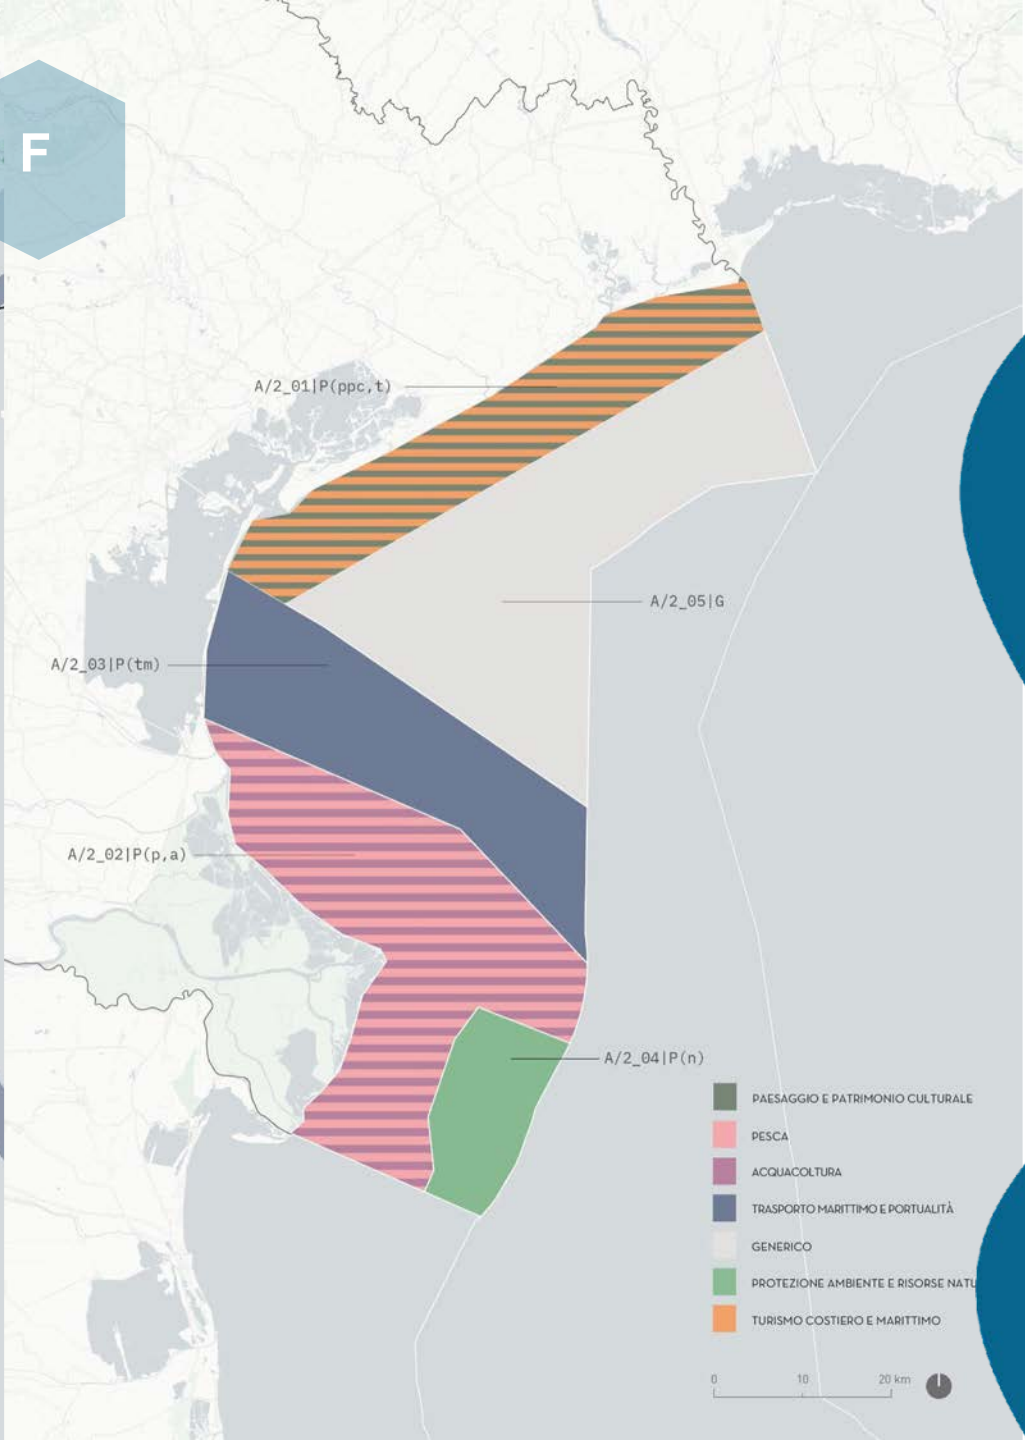 F
A/2_01|P(ppc,t)
A/2_05|G
A/2_03|P(tm)
A/2_02|P(p,a)
A/2_04|P(n)
PAESAGGIO E PATRIMONIO CULTURALE
PESCA
ACQUACOLTURA
TRASPORTO MARITTIMO E PORTUALITÀ
GENERICO
PROTEZIONE AMBIENTE E RISORSE NATU
TURISMO COSTIERO E MARITTIMO
0 10 20 km